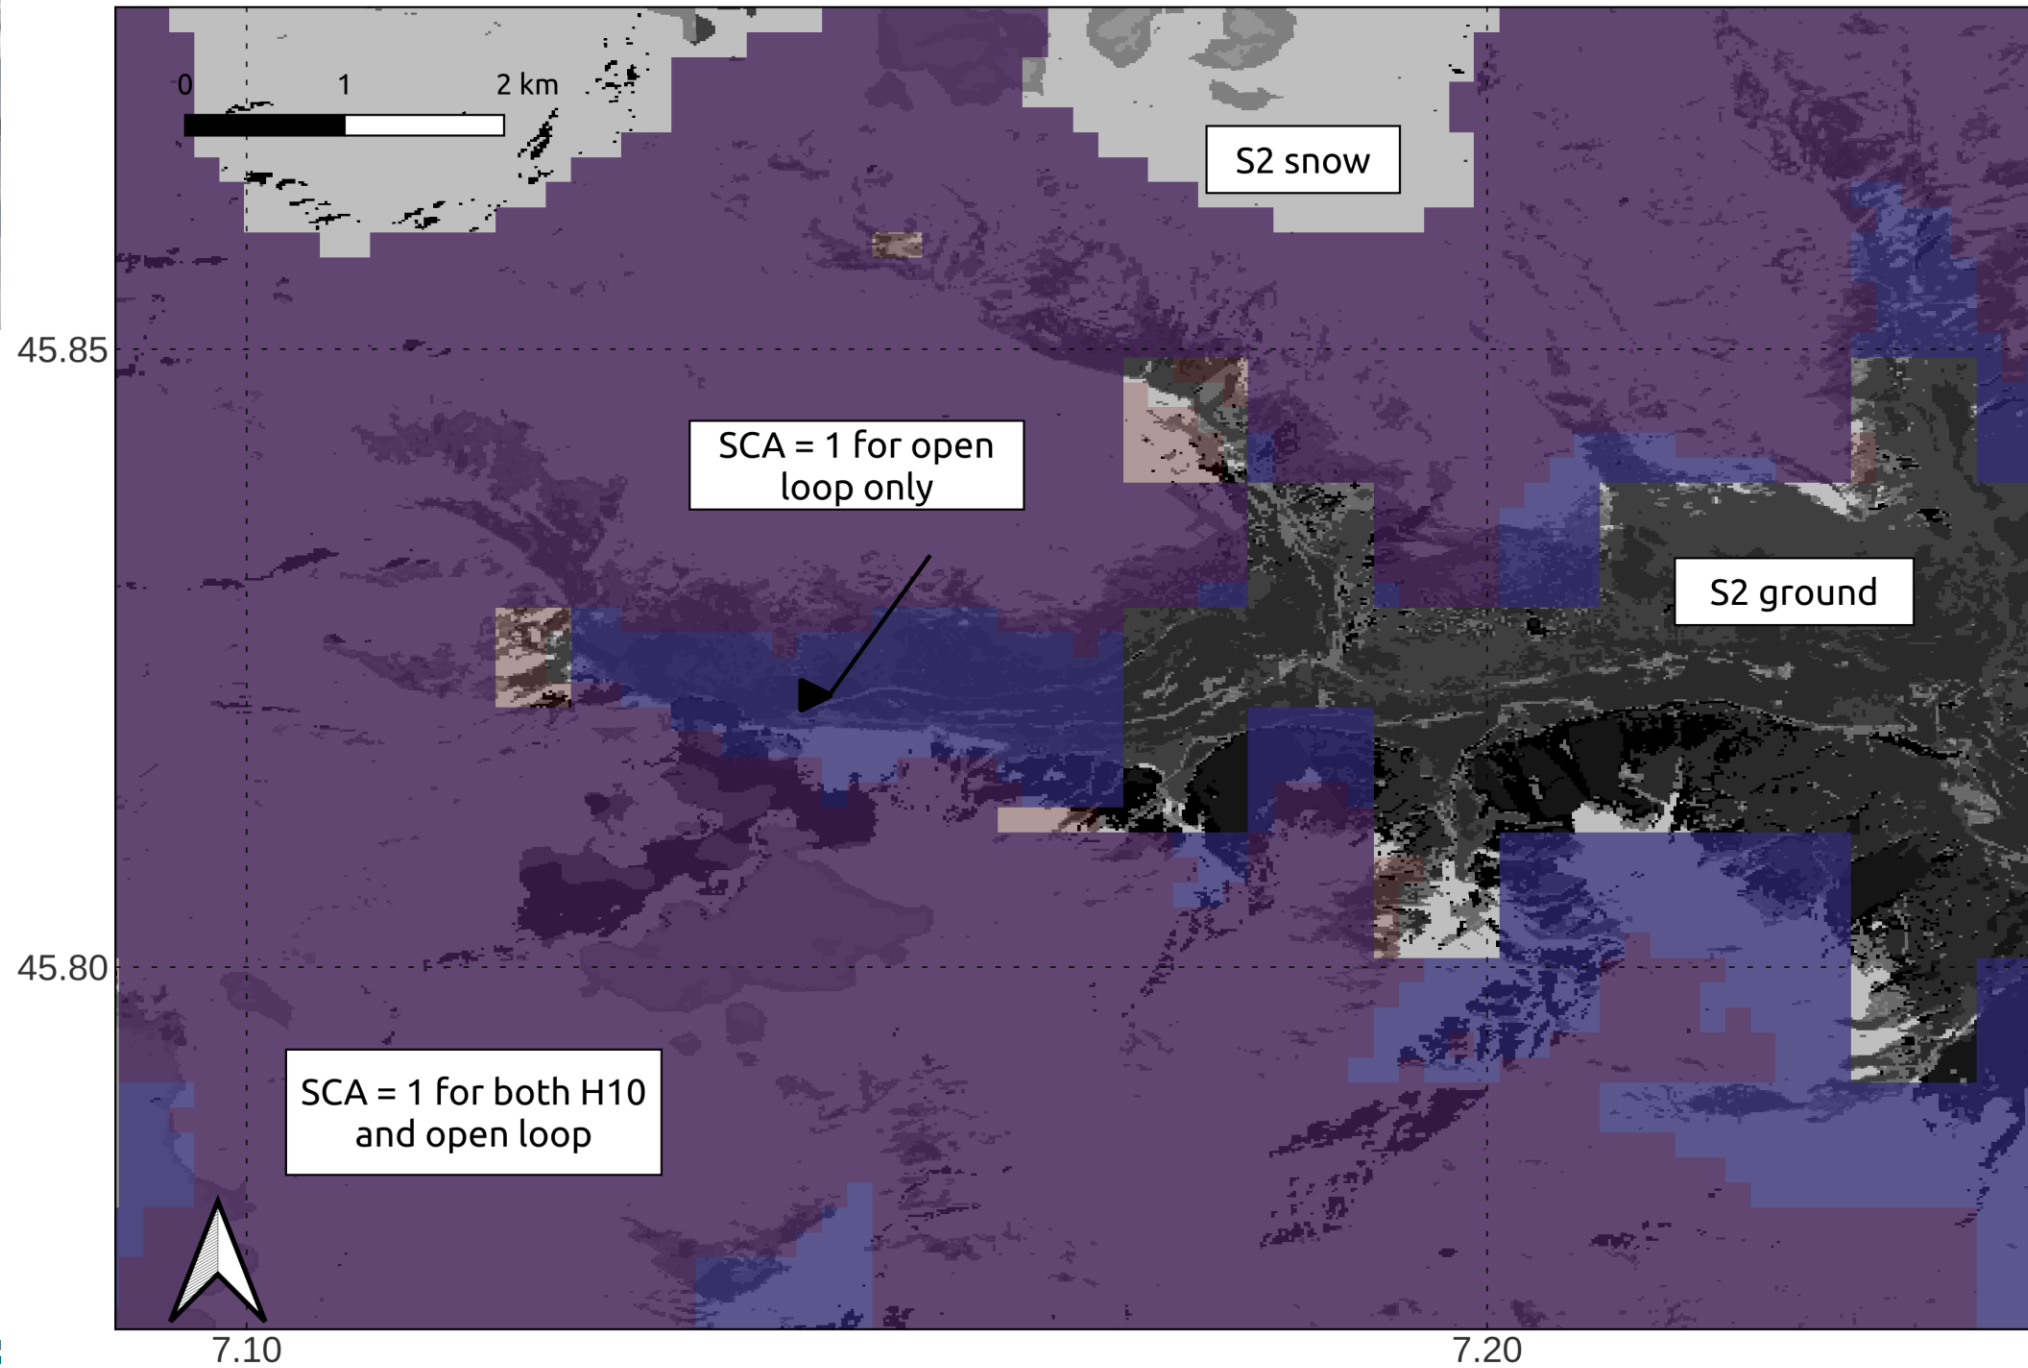 0 1 2 km
S2 snow
45.85
SCA = 1 for open
loop only
S2 ground
45.80
SCA = 1 for both H10
and open loop
7.10 7.20